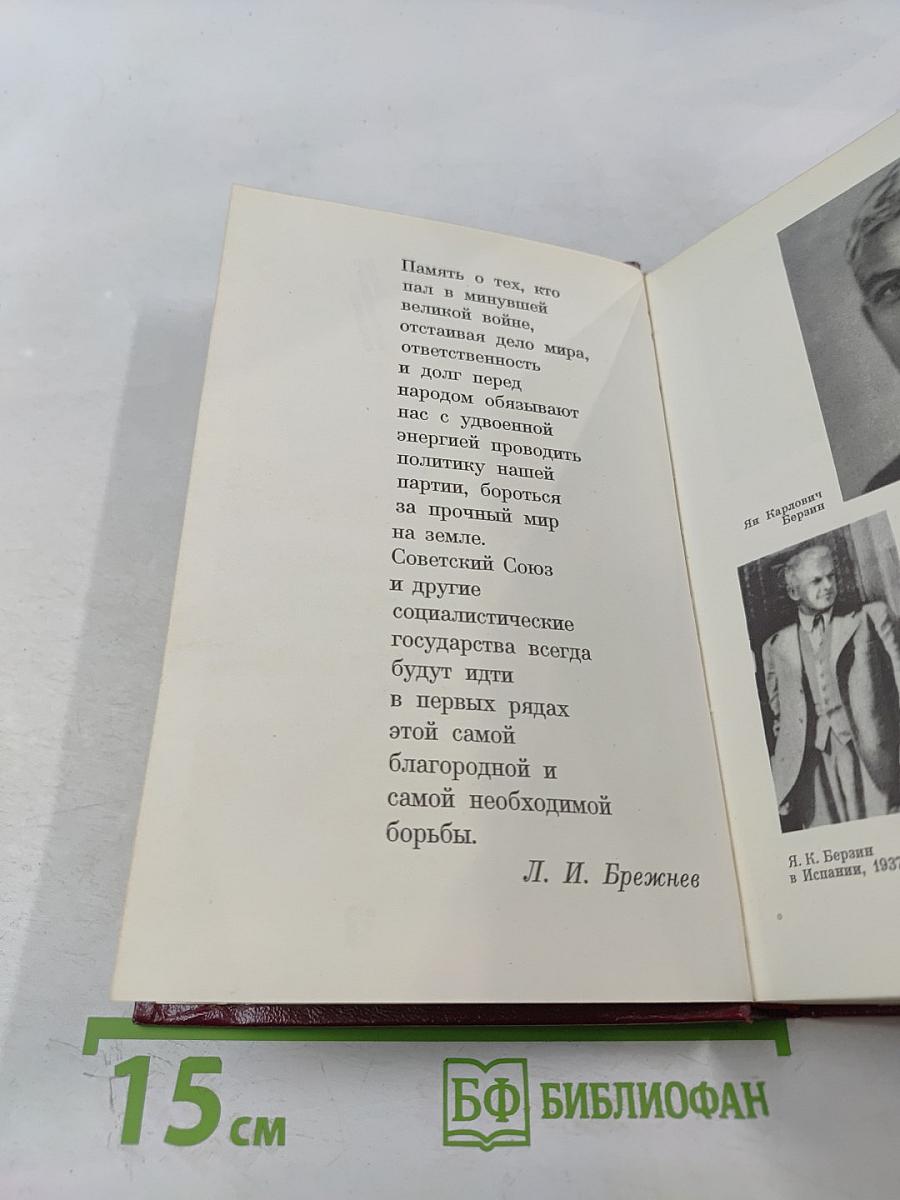 Память о тех, кто
пал в минувшей
великой войне,
отстаивая дело мира,
ответственность
и долг перед
народом обязывают
нас с удвоенной
энергией проводить
политику нашей
партии, бороться
за прочный мир
на земле.
Советский Союз
и другие
социалистические
государства всегда
будут идти
в первых рядах
этой самой
благородной и
самой необходимой
борьбы.
Л. И. Брежнев
Ян Карлович
Берзин
Я. К. Берзин
в Испании, 1937
15 см
БФ БИБЛИОФАН